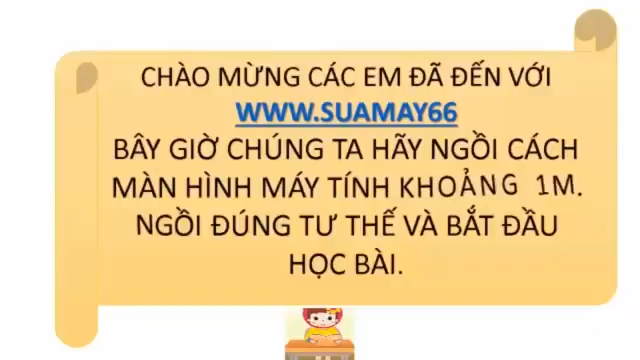 CHÀO MỪNG CÁC EM ĐÃ ĐẾN VỚI
WWW.SUAMAY66
BÂY GIỜ CHÚNG TA HÃY NGỒI CÁCH
MÀN HÌNH MÁY TÍNH KHOẢNG 1M.
NGỒI ĐÚNG TƯ THẾ VÀ BẮT ĐẦU
HỌC BÀI.